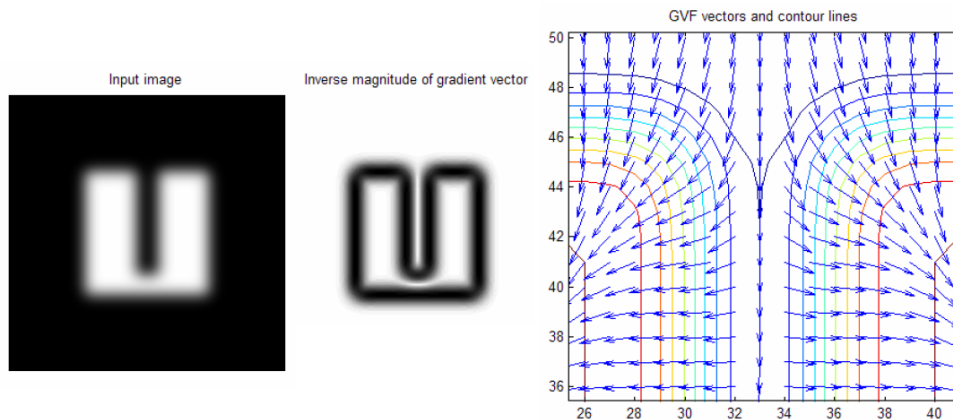 Input image
Inverse magnitude of gradient vector
GVF vectors and contour lines
50
48
46
44
42
40
38
36
26 28 30 32 34 36 38 40